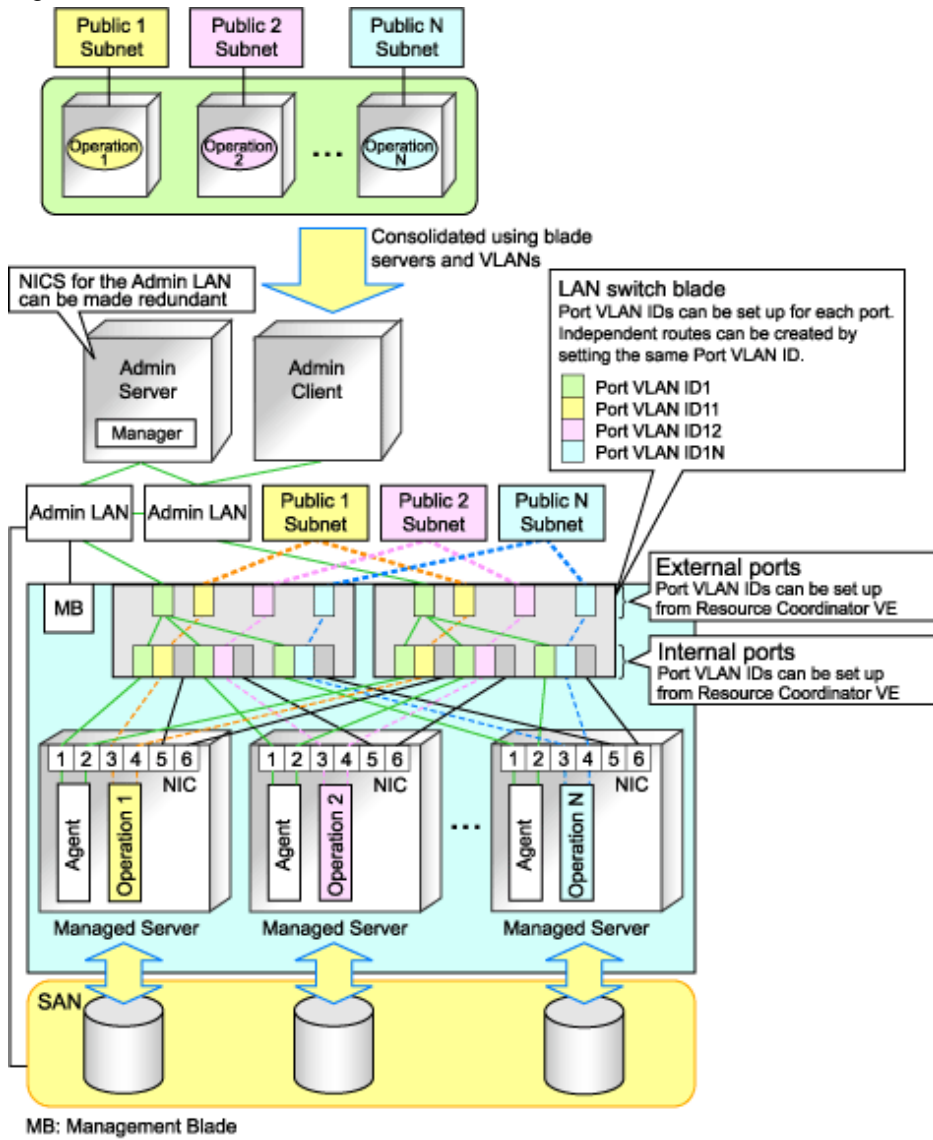 Public 1
Subnet
Public 2
Subnet
Public N
Subnet
Operation
1
Operation
2
...
Operation
N
Consolidated using blade
servers and VLANs
NICS for the Admin LAN
can be made redundant
LAN switch blade
Port VLAN IDs can be set up for each port.
Independent routes can be created by
setting the same Port VLAN ID.
Port VLAN ID1
Port VLAN ID11
Port VLAN ID12
Port VLAN ID1N
Admin
Server
Manager
Admin
Client
Admin LAN
Admin LAN
Public 1
Subnet
Public 2
Subnet
Public N
Subnet
MB
External ports
Port VLAN IDs can be set up
from Resource Coordinator VE
Internal ports
Port VLAN IDs can be set up
from Resource Coordinator VE
1 2 3 4 5 6
NIC
Agent
Operation 1
Managed Server
1 2 3 4 5 6
NIC
Agent
Operation 2
Managed Server
...
1 2 3 4 5 6
NIC
Agent
Operation N
Managed Server
SAN
MB: Management Blade